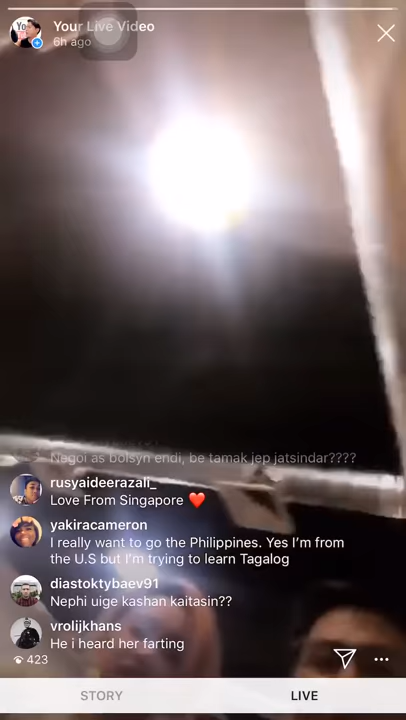 Your Live Video
6h ago
Negoi as bolsyn endi, be tamak jep jatsindar????
rusyaideerazali_
Love From Singapore ❤️
yakiracameron
I really want to go the Philippines. Yes I'm from
the U.S but I'm trying to learn Tagalog
diastoktybaev91
Nephi uige kashan kaitasin??
vrolijkhans
He i heard her farting
423
STORY
LIVE